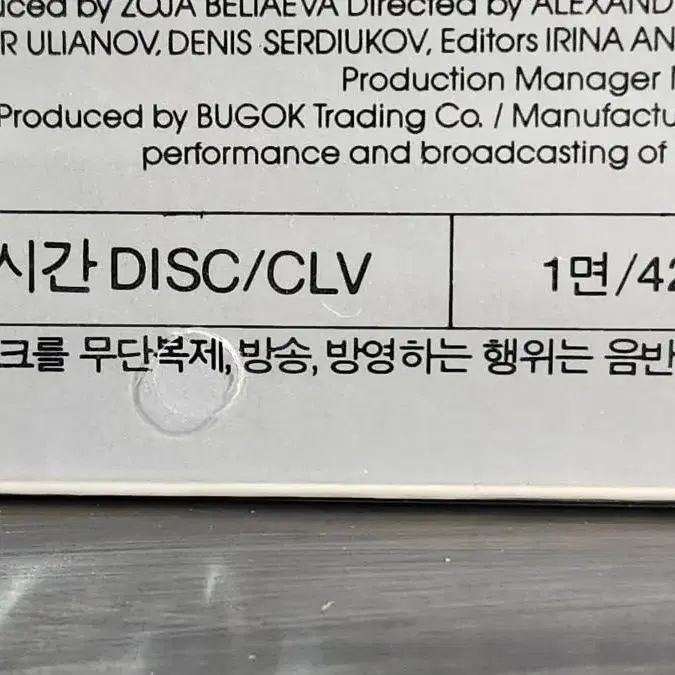 uced by ZOJA BELIAEVA Directed by ALEXAND
R ULIANOV, DENIS SERDIUKOV, Editors IRINA AN
Production Manager
Produced by BUGOK Trading Co. / Manufactu
performance and broadcasting of
시간 DISC/CLV
1면/42
크를 무단복제, 방송, 방영하는 행위는 음반